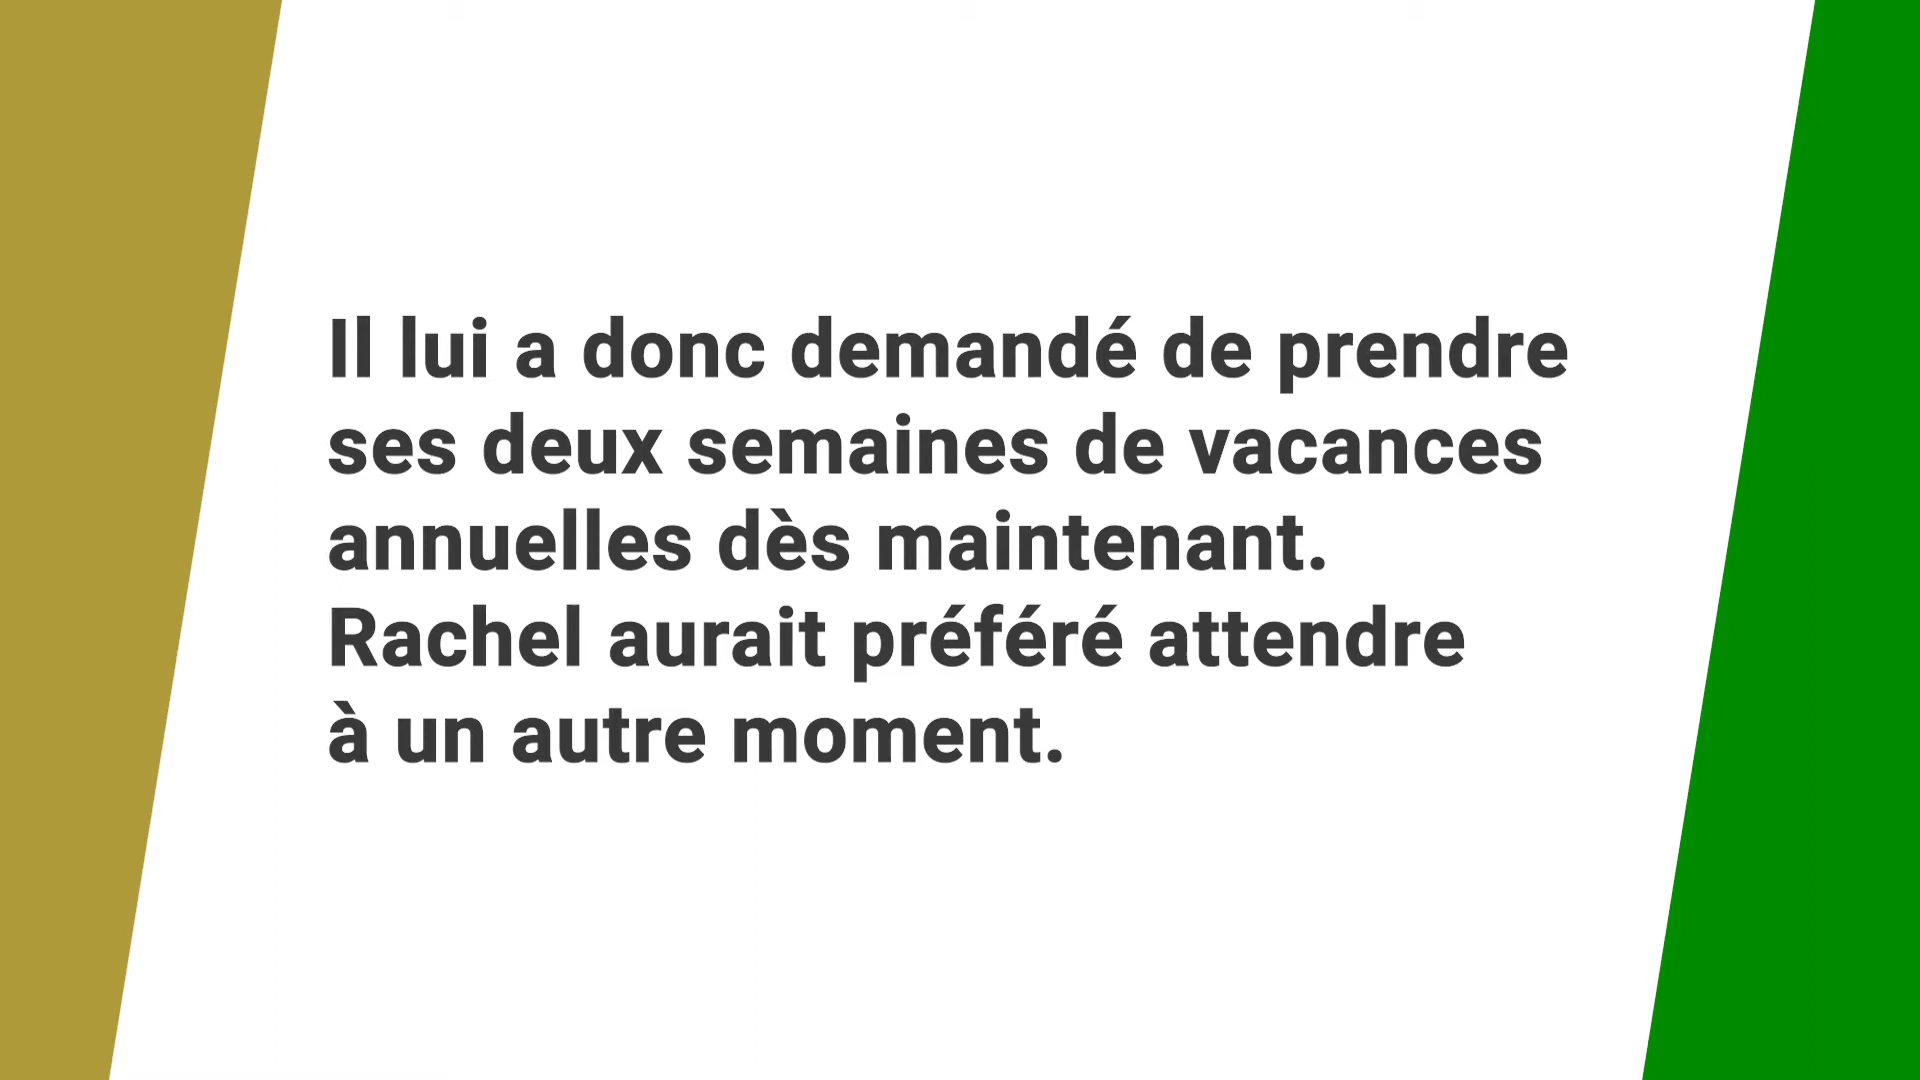 Il lui a donc demandé de prendre
ses deux semaines de vacances
annuelles dès maintenant.
Rachel aurait préféré attendre
à un autre moment.